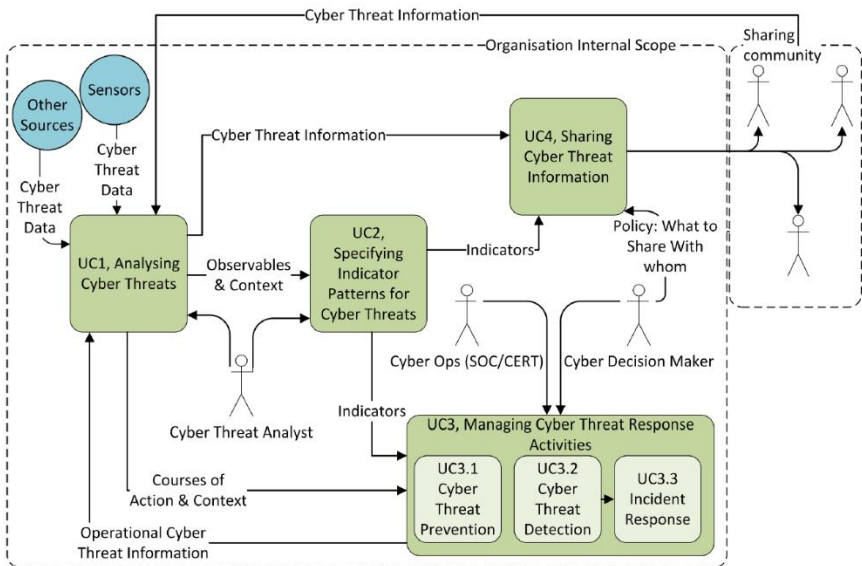 Cyber Threat Information
Organisation Internal Scope
Sharing
community
Other
Sources
Sensors
Cyber
Threat
Data
Cyber
Threat
Data
Cyber Threat Information
UC4, Sharing
Cyber Threat
Information
UC1, Analysing
Cyber Threats
Observables
& Context
UC2,
Specifying
Indicator
Patterns for
Cyber Threats
Indicators
Policy: What to
Share With
whom
Cyber Threat Analyst
Cyber Ops (SOC/CERT)
Cyber Decision Maker
Indicators
UC3, Managing Cyber Threat Response
Activities
UC3.1
Cyber
Threat
Prevention
UC3.2
Cyber
Threat
Detection
UC3.3
Incident
Response
Courses of
Action & Context
Operational Cyber
Threat Information